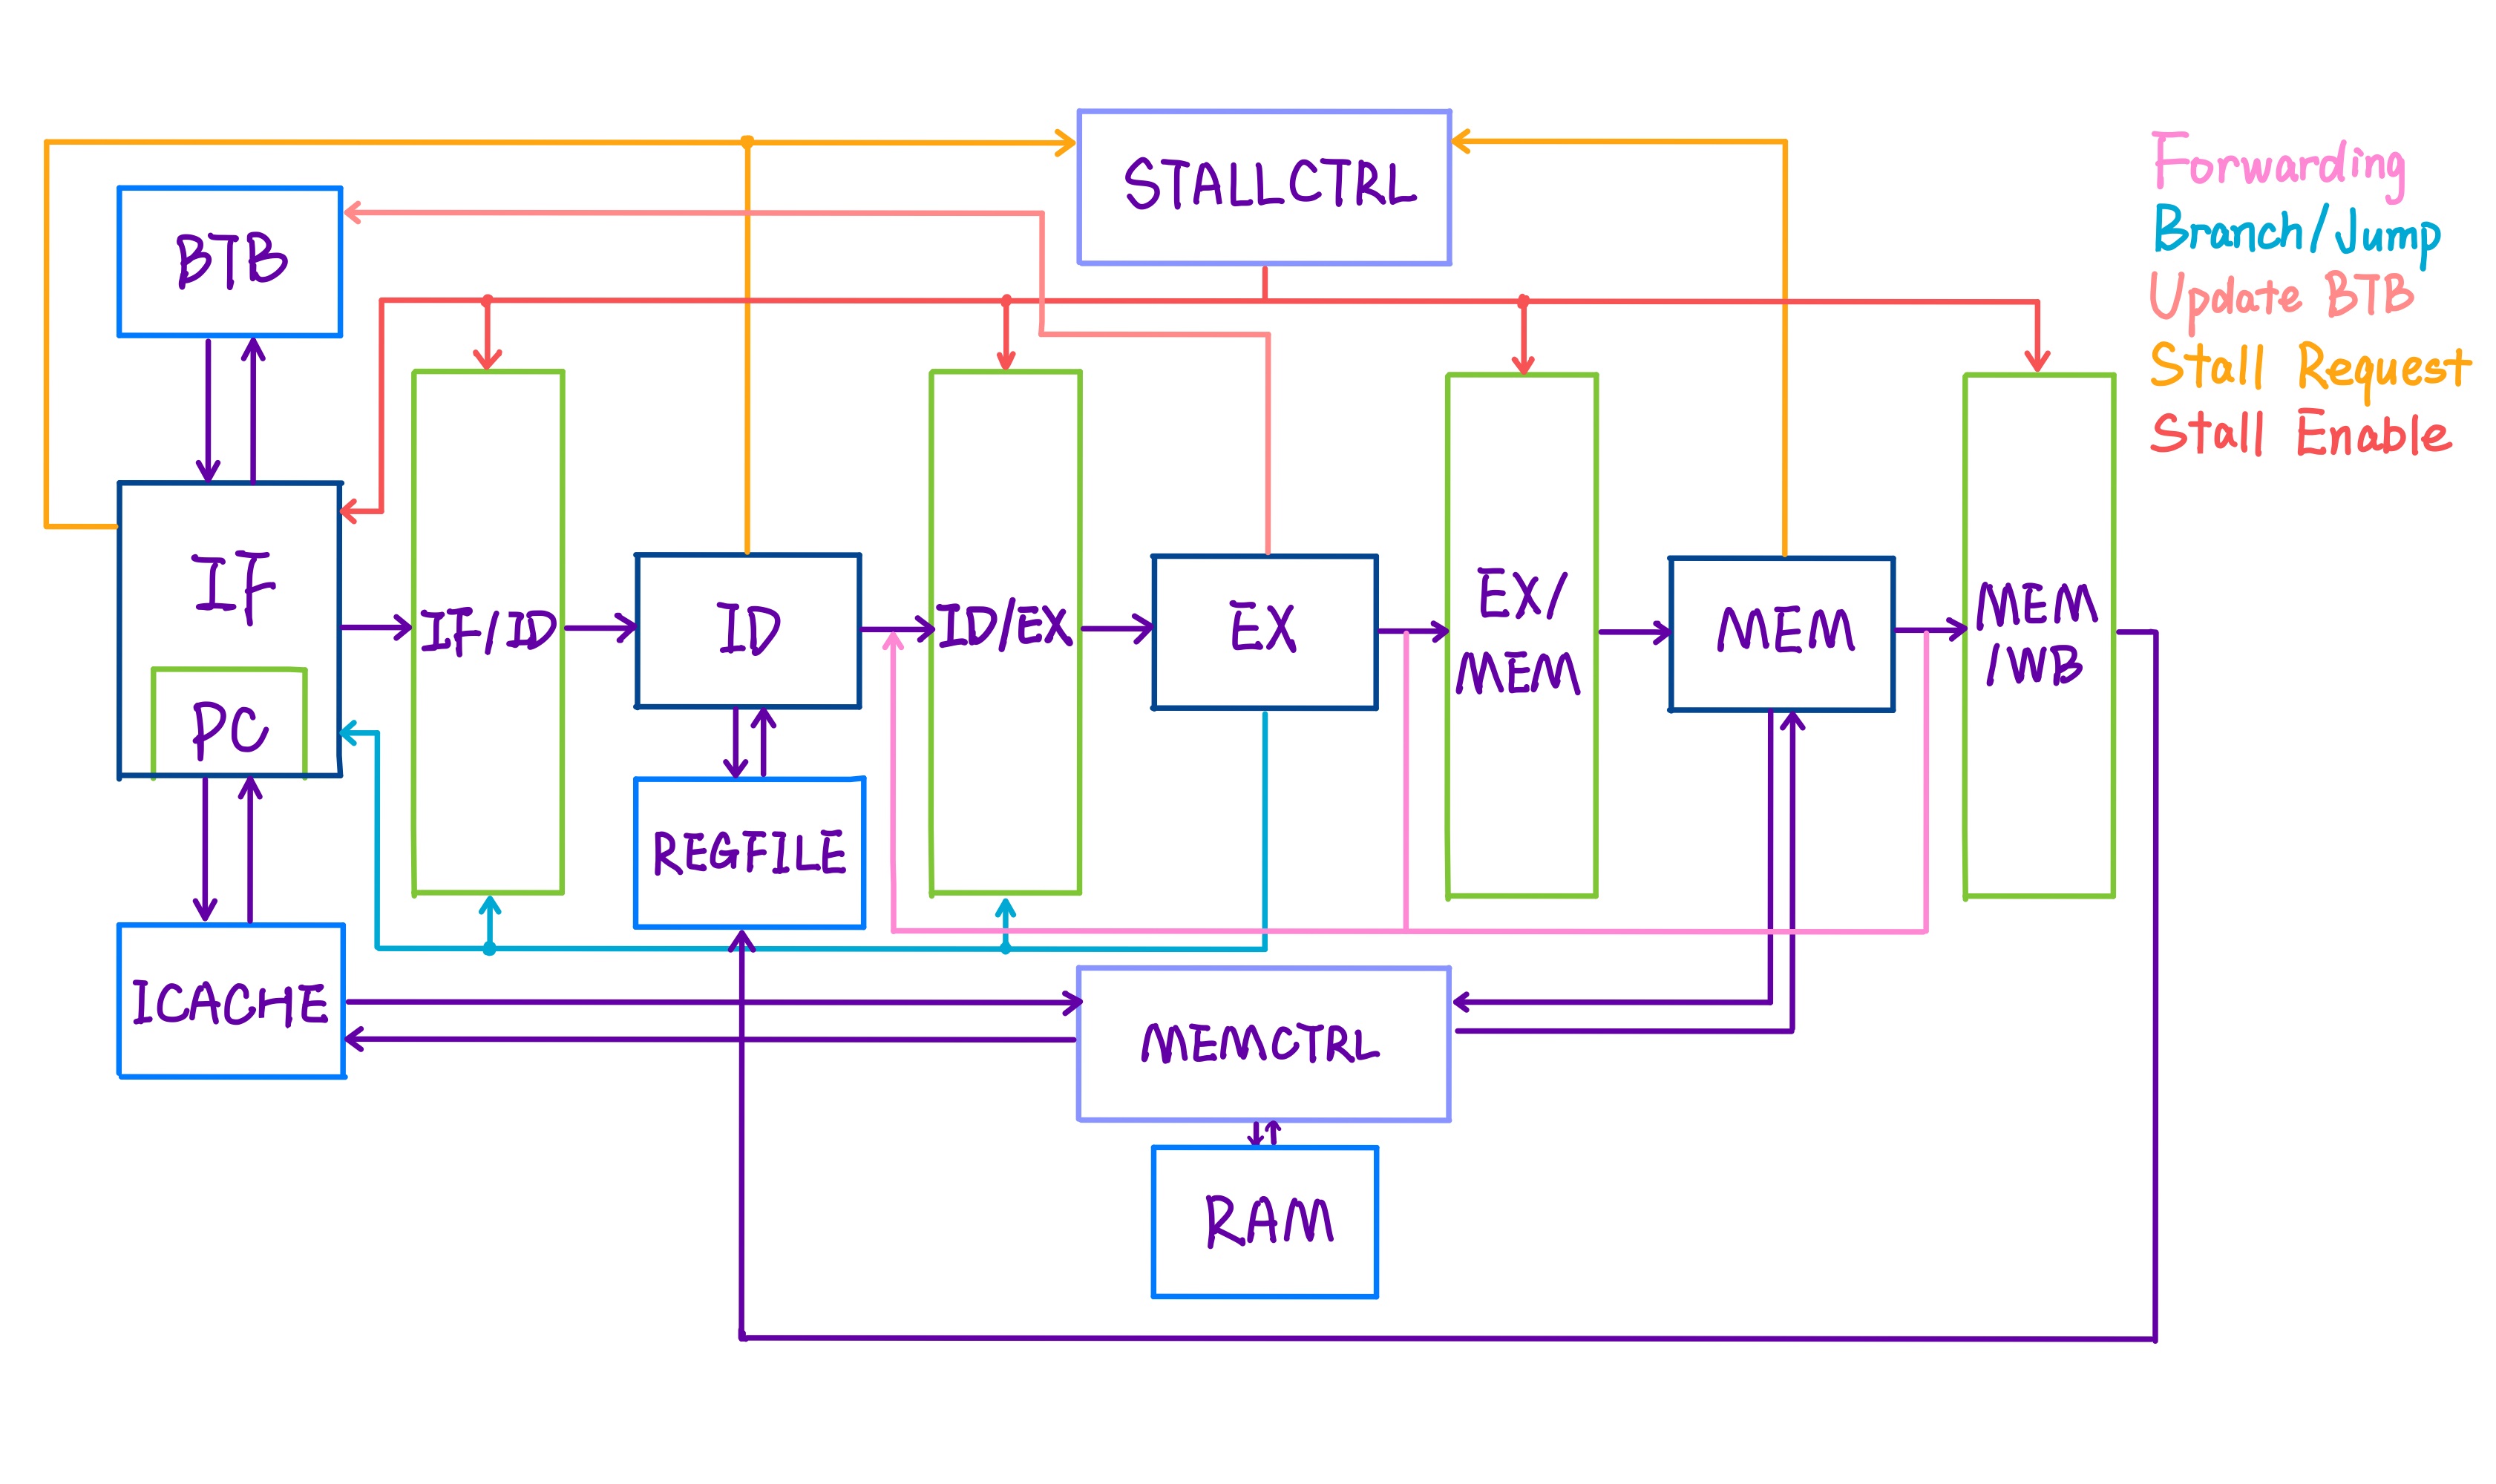 STALLCTRL
Forwarding
Branch/Jump
Update BTB
Stall Request
Stall Enable
BTB
IF
PC
IF/ID
ID
ID/EX
EX
EX/
MEM
MEM
MEM
/WB
REGFILE
ICACHE
MEMCTRL
RAM